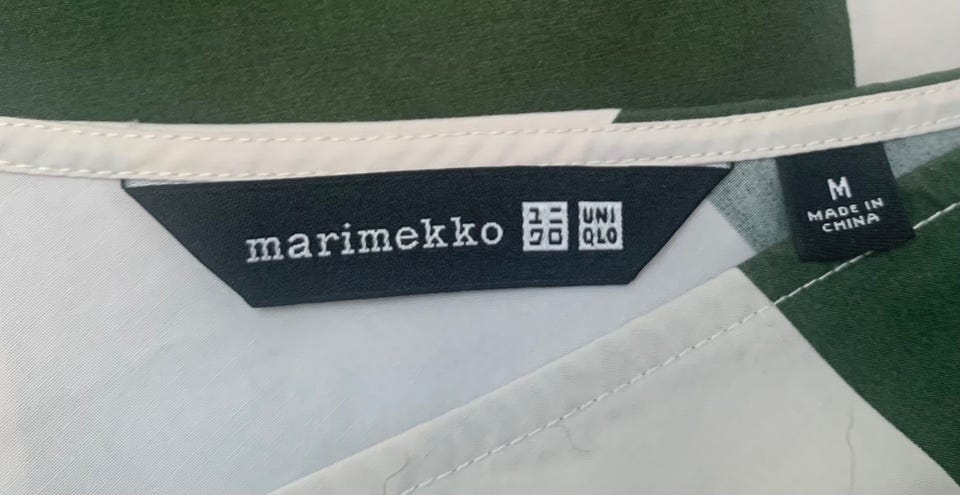 marimekko ユニ UNI
クロ QLO
M
MADE IN
CHINA